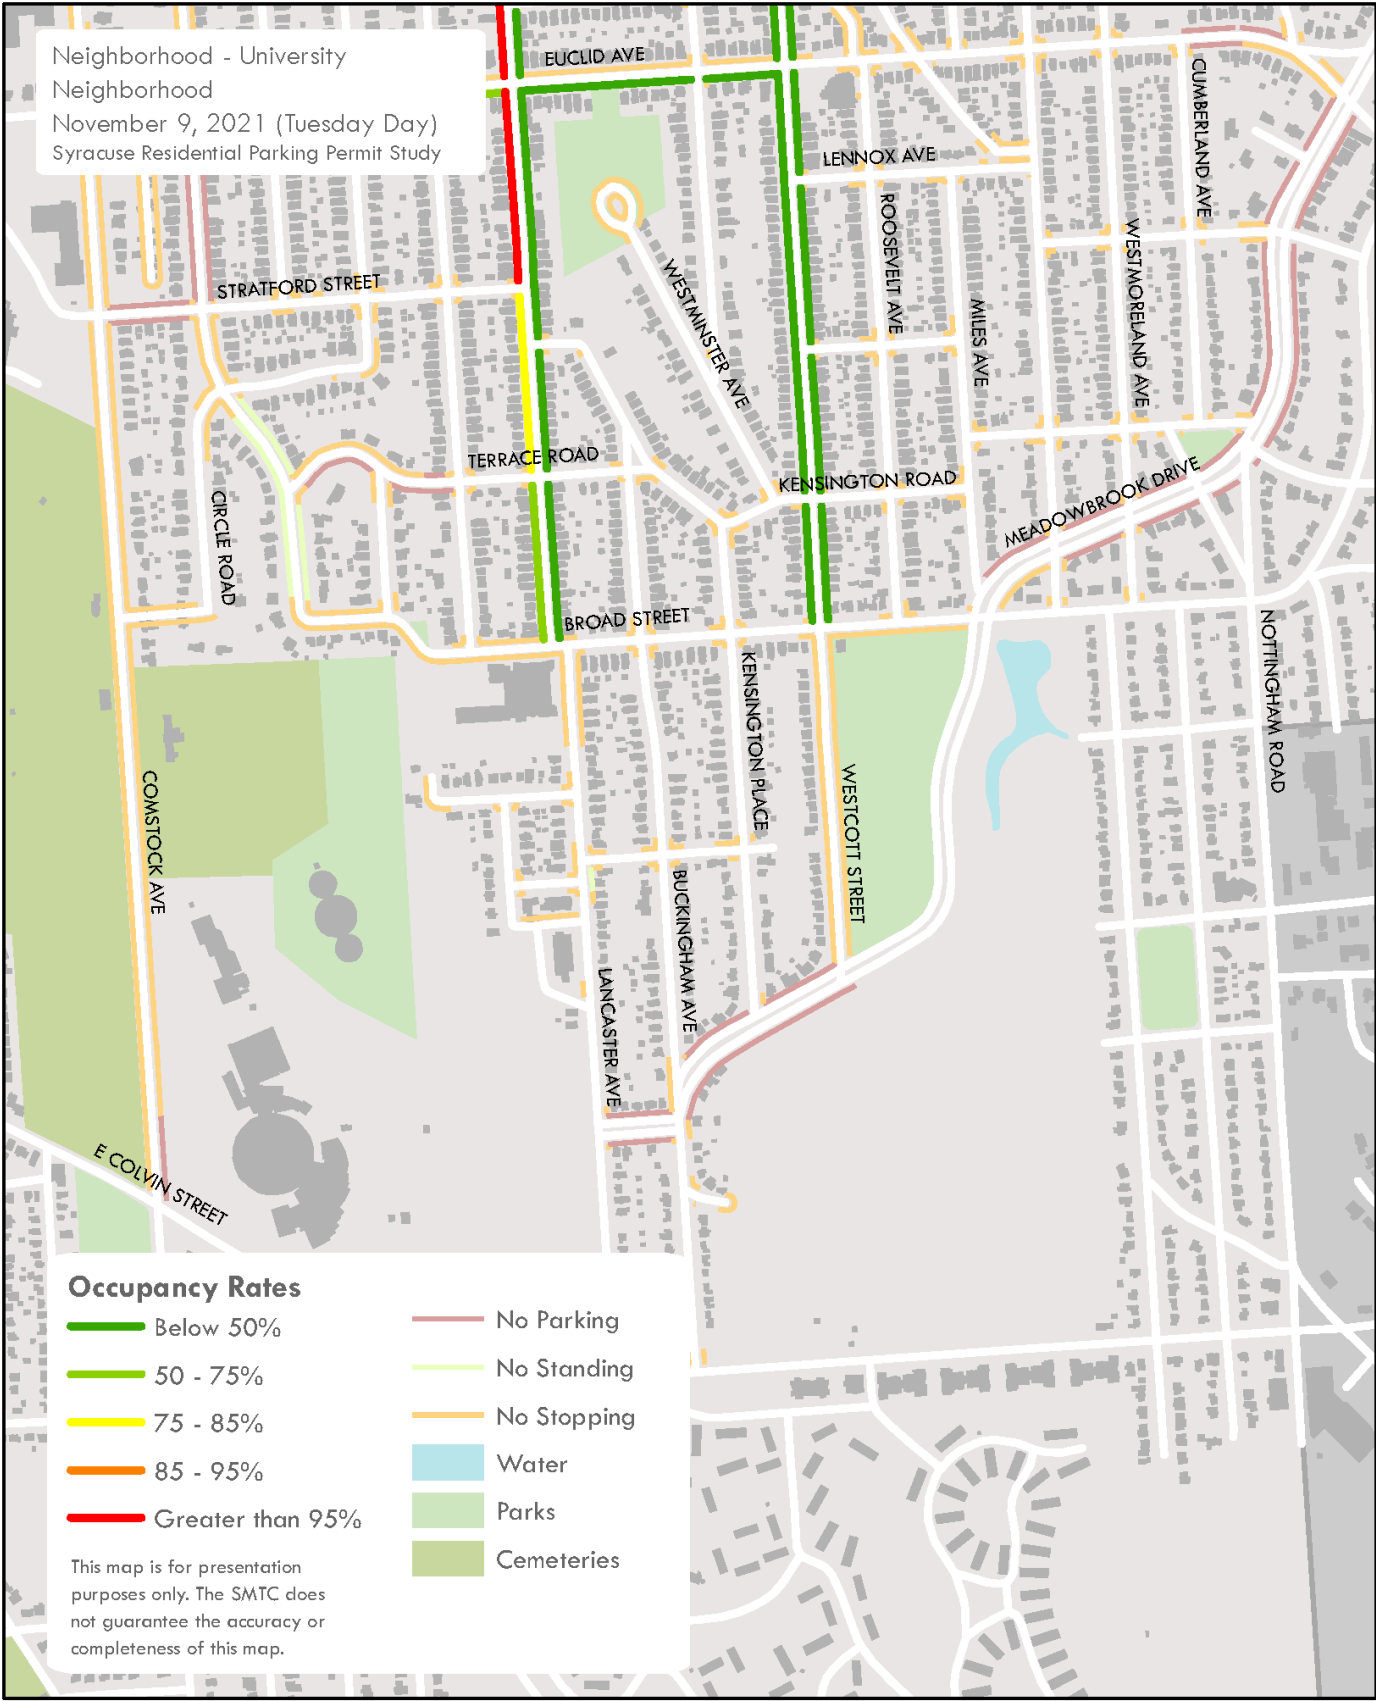 Neighborhood - University
Neighborhood
November 9, 2021 (Tuesday Day)
Syracuse Residential Parking Permit Study
EUCLID AVE
CUMBERLAND AVE
LENNOX AVE
ROOSEVELT AVE
WESTMORELAND AVE
STRATFORD STREET
WESTMINSTER AVE
MILES AVE
TERRACE ROAD
KENSINGTON ROAD
MEADOWBROOK DRIVE
CIRCLE ROAD
BROAD STREET
NOTTINGHAM ROAD
KENSINGTON PLACE
COMSTOCK AVE
WESTCOTT STREET
BUCKINGHAM AVE
LANCASTER AVE
E COLVIN STREET
Occupancy Rates
Below 50%
50 - 75%
75 - 85%
85 - 95%
Greater than 95%
No Parking
No Standing
No Stopping
Water
Parks
Cemeteries
This map is for presentation
purposes only. The SMTC does
not guarantee the accuracy or
completeness of this map.